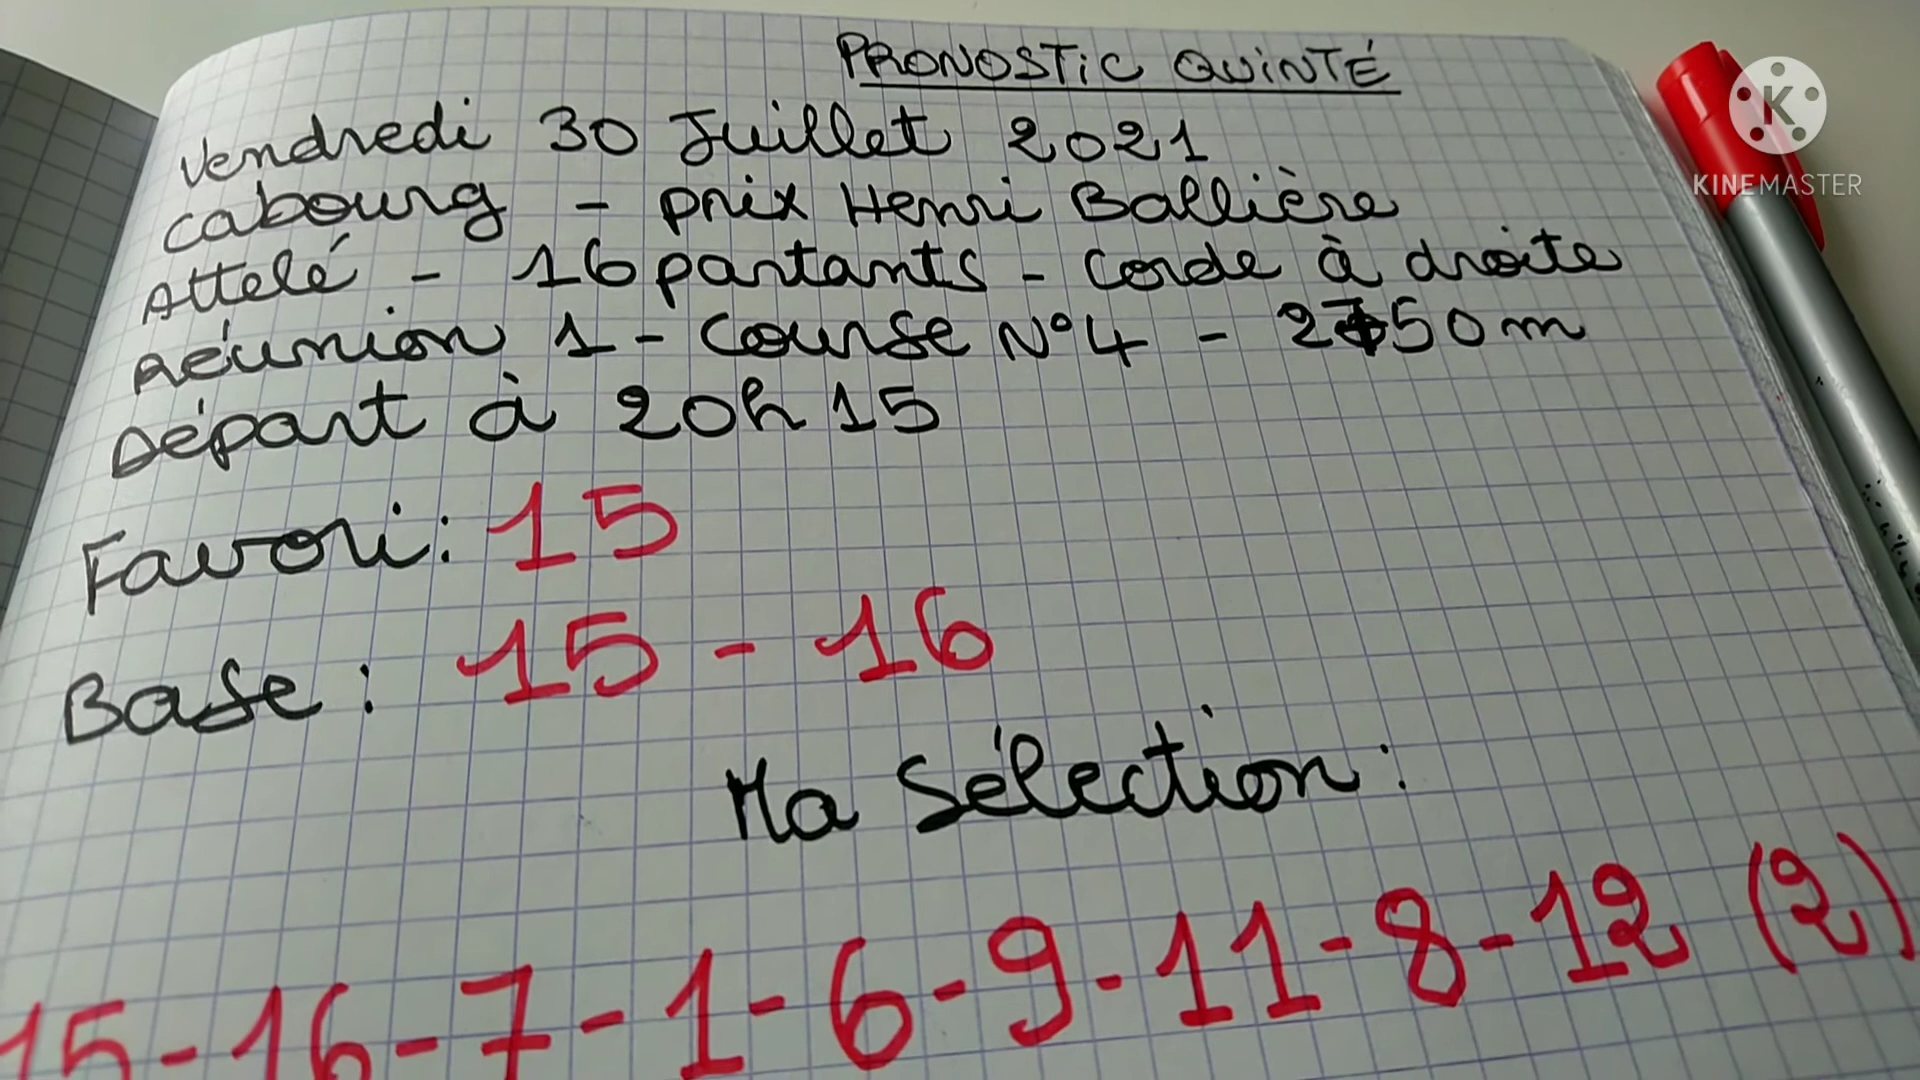 PRONOSTIC QUINTÉ
Vendredi 30 Juillet 2021
Cabourg - prix Henri Ballière
Attelé - 16 partants - Corde à droite
Réunion 1 - Course N°4 - 2750m
Départ à 20h15
Favori: 15
Base: 15 - 16
Ma Sélection:
15-16-7-1-6-9-11-8-12 (2)
K
KINEMASTER